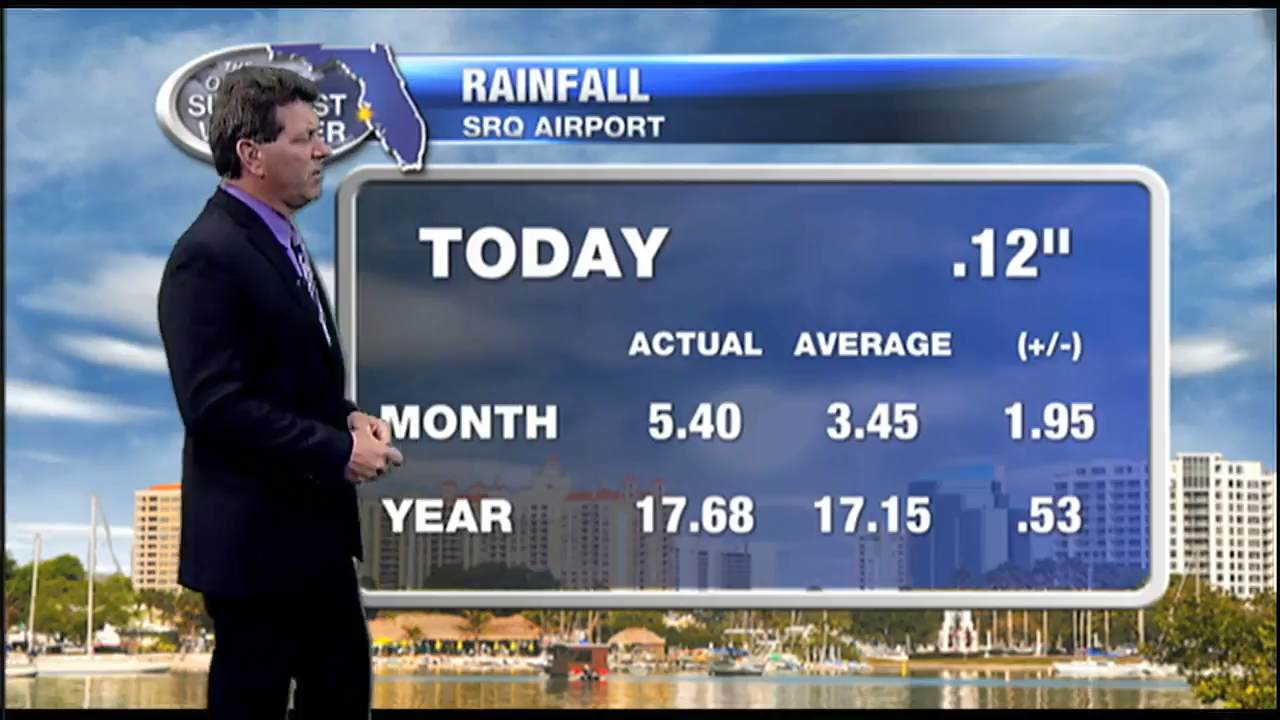 THE
RAINFALL
SRQ AIRPORT
TODAY .12"
ACTUAL AVERAGE (+/-)
MONTH 5.40 3.45 1.95
YEAR 17.68 17.15 .53